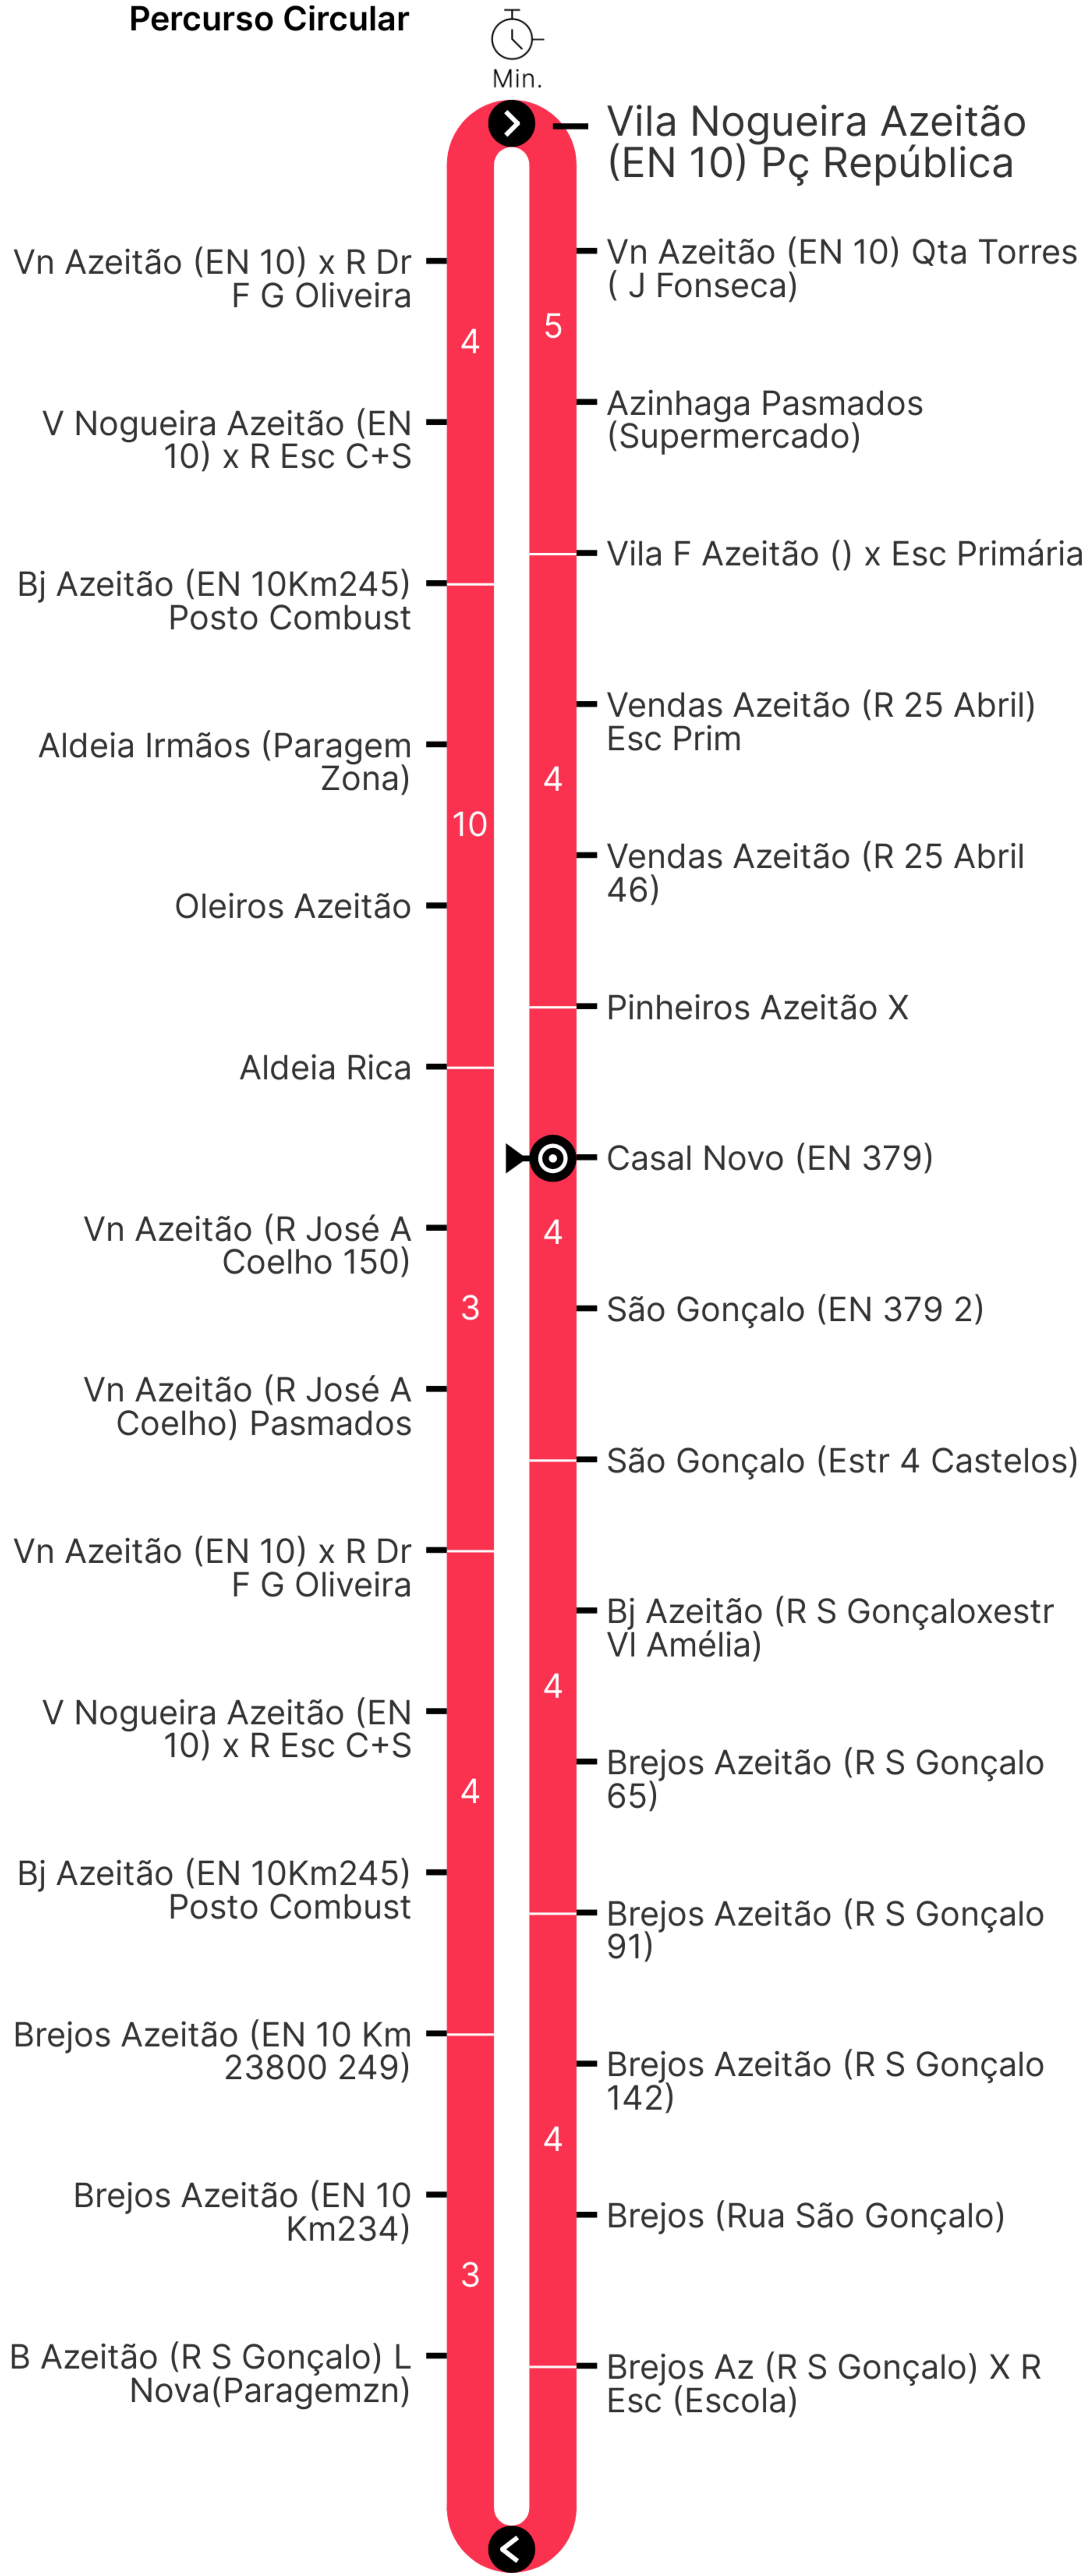 Percurso Circular
Min.
Vila Nogueira Azeitão
(EN 10) Pç República
Vn Azeitão (EN 10) x R Dr
F G Oliveira
4
V Nogueira Azeitão (EN
10) x R Esc C+S
Bj Azeitão (EN 10Km245)
Posto Combust
Aldeia Irmãos (Paragem
Zona)
10
Oleiros Azeitão
Aldeia Rica
Vn Azeitão (R José A
Coelho 150)
3
Vn Azeitão (R José A
Coelho) Pasmados
Vn Azeitão (EN 10) x R Dr
F G Oliveira
V Nogueira Azeitão (EN
10) x R Esc C+S
4
Bj Azeitão (EN 10Km245)
Posto Combust
Brejos Azeitão (EN 10 Km
23800 249)
Brejos Azeitão (EN 10
Km234)
3
B Azeitão (R S Gonçalo) L
Nova(Paragemzn)
Vn Azeitão (EN 10) Qta Torres
( J Fonseca)
5
Azinhaga Pasmados
(Supermercado)
Vila F Azeitão () x Esc Primária
Vendas Azeitão (R 25 Abril)
Esc Prim
4
Vendas Azeitão (R 25 Abril
46)
Pinheiros Azeitão X
Casal Novo (EN 379)
4
São Gonçalo (EN 379 2)
São Gonçalo (Estr 4 Castelos)
Bj Azeitão (R S Gonçaloxestr
Vl Amélia)
4
Brejos Azeitão (R S Gonçalo
65)
Brejos Azeitão (R S Gonçalo
91)
Brejos Azeitão (R S Gonçalo
142)
4
Brejos (Rua São Gonçalo)
Brejos Az (R S Gonçalo) X R
Esc (Escola)